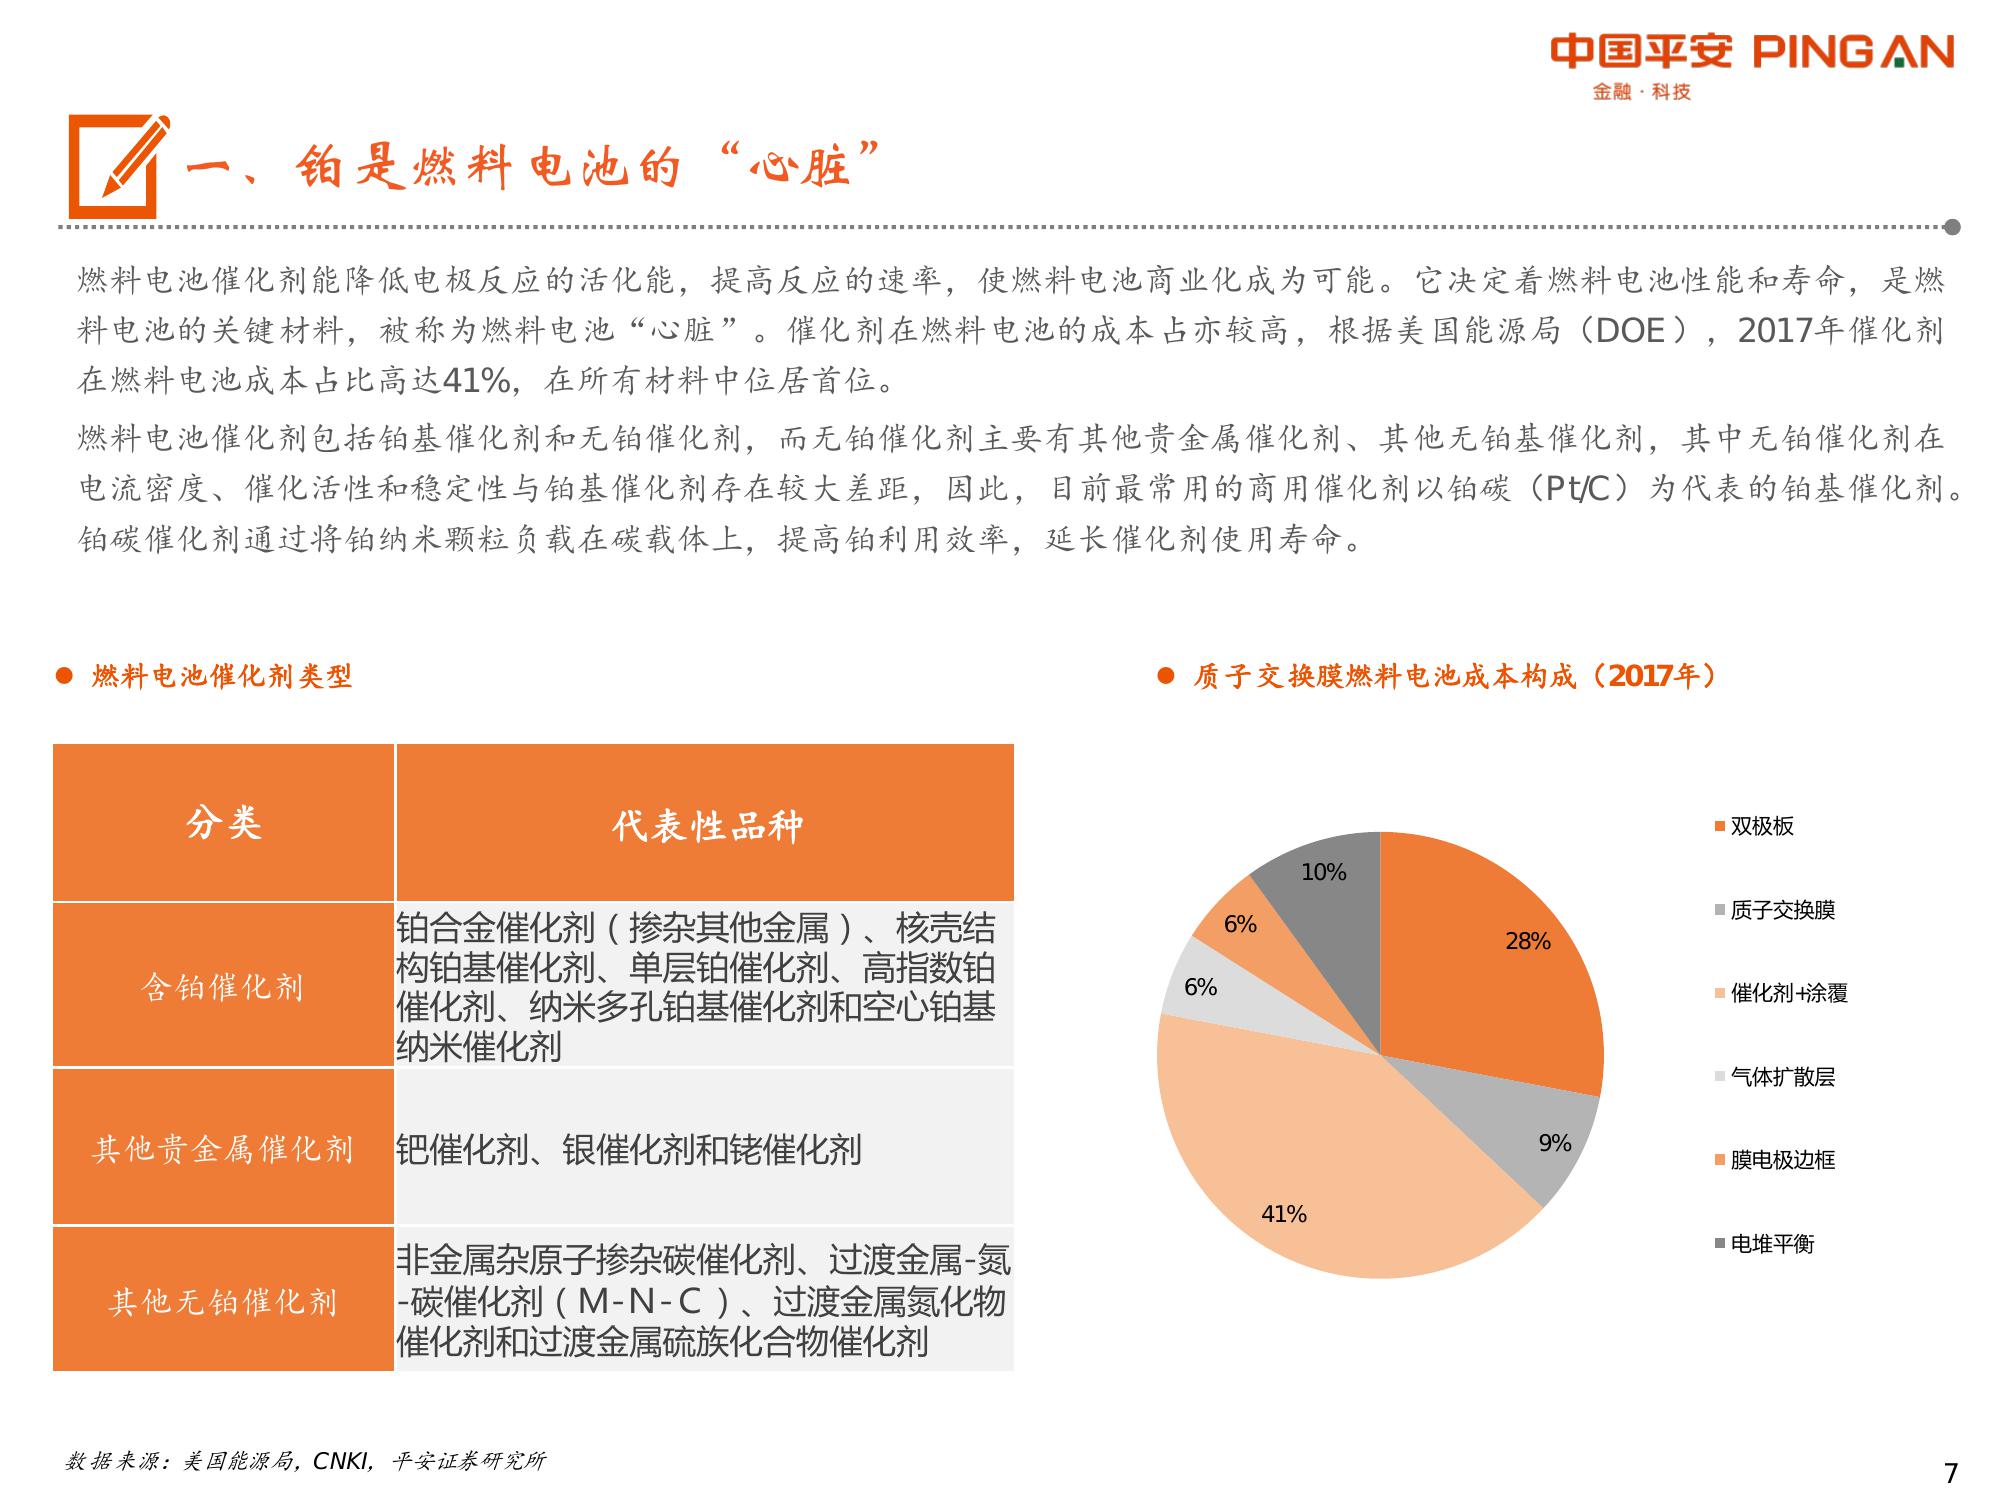 中国平安 PINGAN
金融·科技
一、铂是燃料电池的“心脏”
燃料电池催化剂能降低电极反应的活化能，提高反应的速率，使燃料电池商业化成为可能。它决定着燃料电池性能和寿命，是燃
料电池的关键材料，被称为燃料电池“心脏”。催化剂在燃料电池的成本占亦较高，根据美国能源局（DOE），2017年催化剂
在燃料电池成本占比高达41%，在所有材料中位居首位。
燃料电池催化剂包括铂基催化剂和无铂催化剂，而无铂催化剂主要有其他贵金属催化剂、其他无铂基催化剂，其中无铂催化剂在
电流密度、催化活性和稳定性与铂基催化剂存在较大差距，因此，目前最常用的商用催化剂以铂碳（Pt/C）为代表的铂基催化剂。
铂碳催化剂通过将铂纳米颗粒负载在碳载体上，提高铂利用效率，延长催化剂使用寿命。
燃料电池催化剂类型
分类
代表性品种
含铂催化剂
铂合金催化剂（掺杂其他金属）、核壳结
构铂基催化剂、单层铂催化剂、高指数铂
催化剂、纳米多孔铂基催化剂和空心铂基
纳米催化剂
其他贵金属催化剂
钯催化剂、银催化剂和铑催化剂
其他无铂催化剂
非金属杂原子掺杂碳催化剂、过渡金属-氮
-碳催化剂（M-N-C）、过渡金属氮化物
催化剂和过渡金属硫族化合物催化剂
质子交换膜燃料电池成本构成（2017年）
10%
28%
6%
6%
9%
41%
双极板
质子交换膜
催化剂+涂覆
气体扩散层
膜电极边框
电堆平衡
数据来源：美国能源局，CNKI，平安证券研究所
7